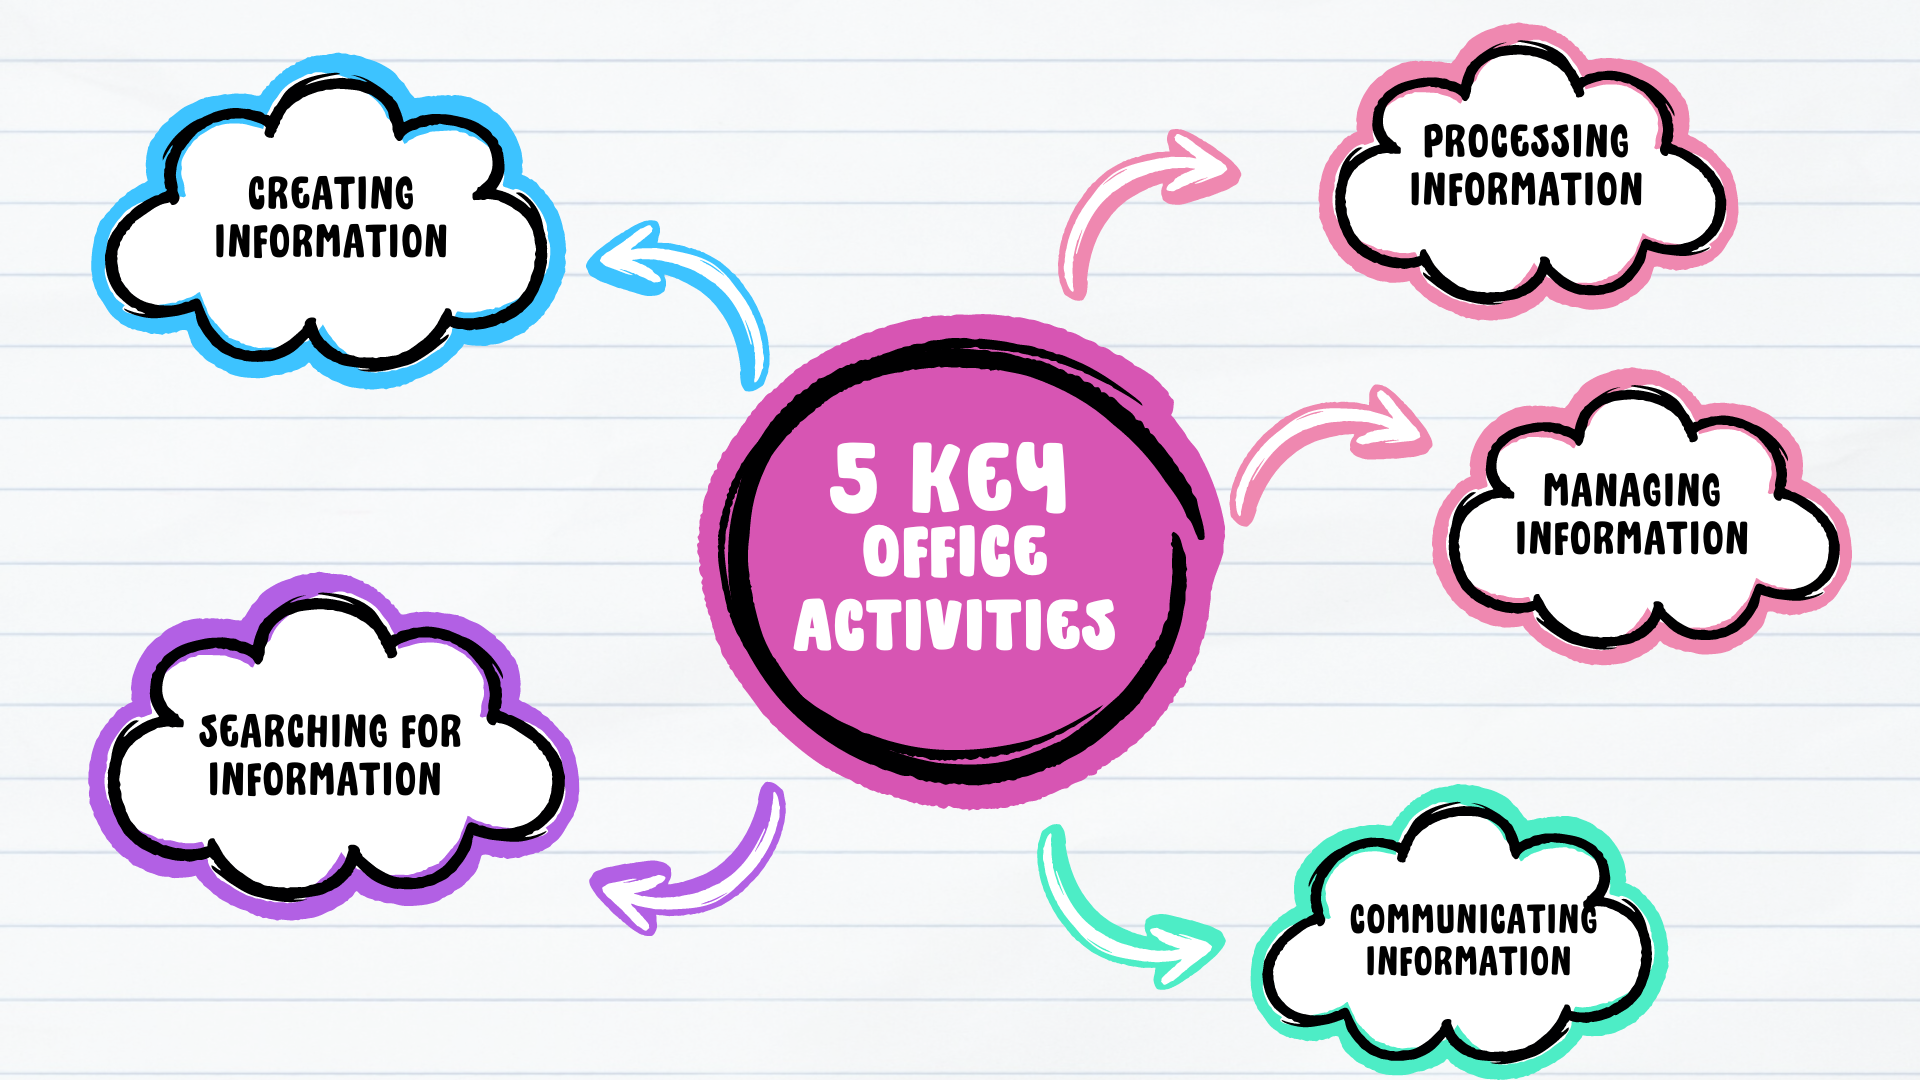 CREATING
INFORMATION
PROCESSING
INFORMATION
5 KEY
OFFICE
ACTIVITIES
MANAGING
INFORMATION
SEARCHING FOR
INFORMATION
COMMUNICATING
INFORMATION